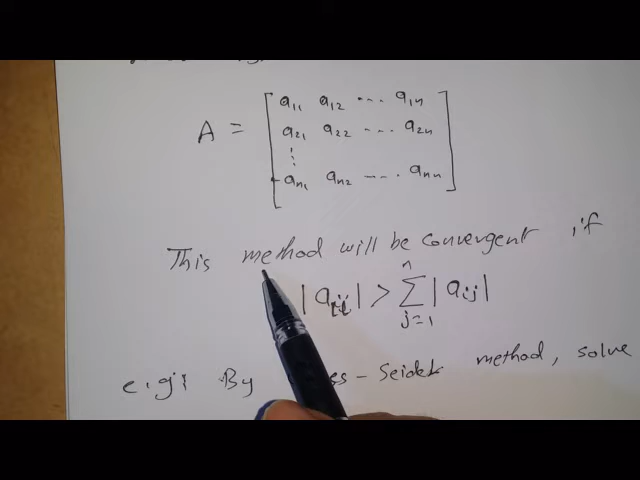 A = [ a11 a12 ... a1n
a21 a22 ... a2n
⋮
an1 an2 ... ann ]
This method will be convergent ,if
|aii| > n∑j=1 |aij|
e.g: By - Seidel method, solve